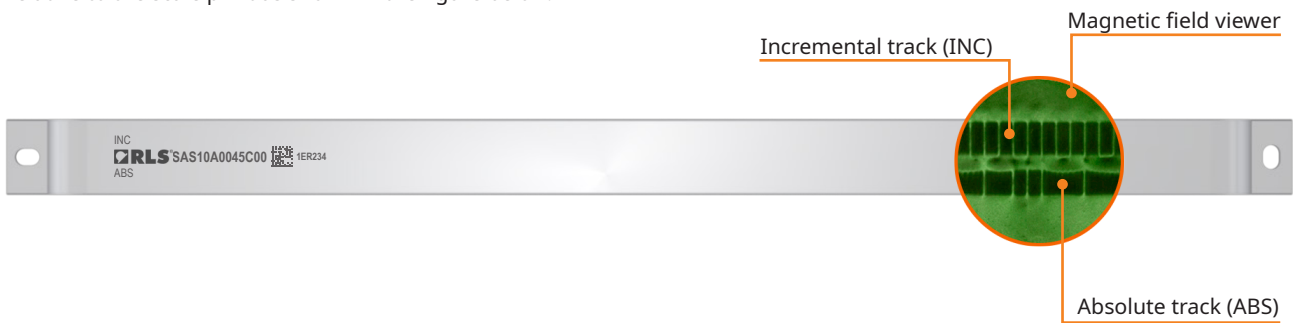 Magnetic field viewer
Incremental track (INC)
INC
RLS® SAS10A0045C00 1ER234
ABS
Absolute track (ABS)